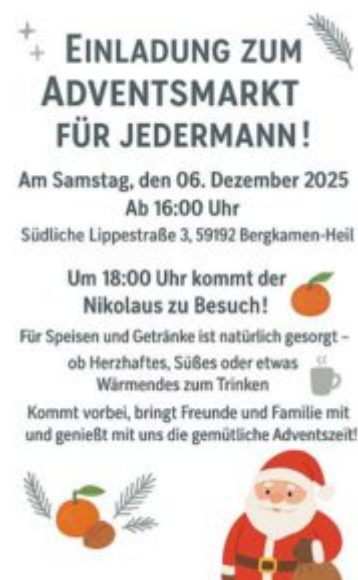 EINLADUNG ZUM
ADVENTSMARKT
FÜR JEDERMANN!
Am Samstag, den 06. Dezember 2025
Ab 16:00 Uhr
Südliche Lippestraße 3, 59192 Bergkamen-Heil
Um 18:00 Uhr kommt der
Nikolaus zu Besuch!
Für Speisen und Getränke ist natürlich gesorgt –
ob Herzhaftes, Süßes oder etwas
Wärmendes zum Trinken
Kommt vorbei, bringt Freunde und Familie mit
und genießt mit uns die gemütliche Adventszeit!